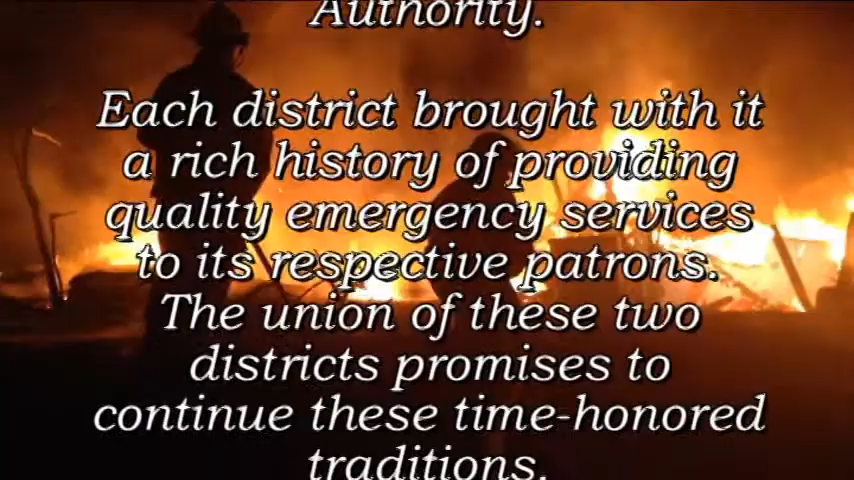 Authority.
Each district brought with it
a rich history of providing
quality emergency services
to its respective patrons.
The union of these two
districts promises to
continue these time-honored
traditions.